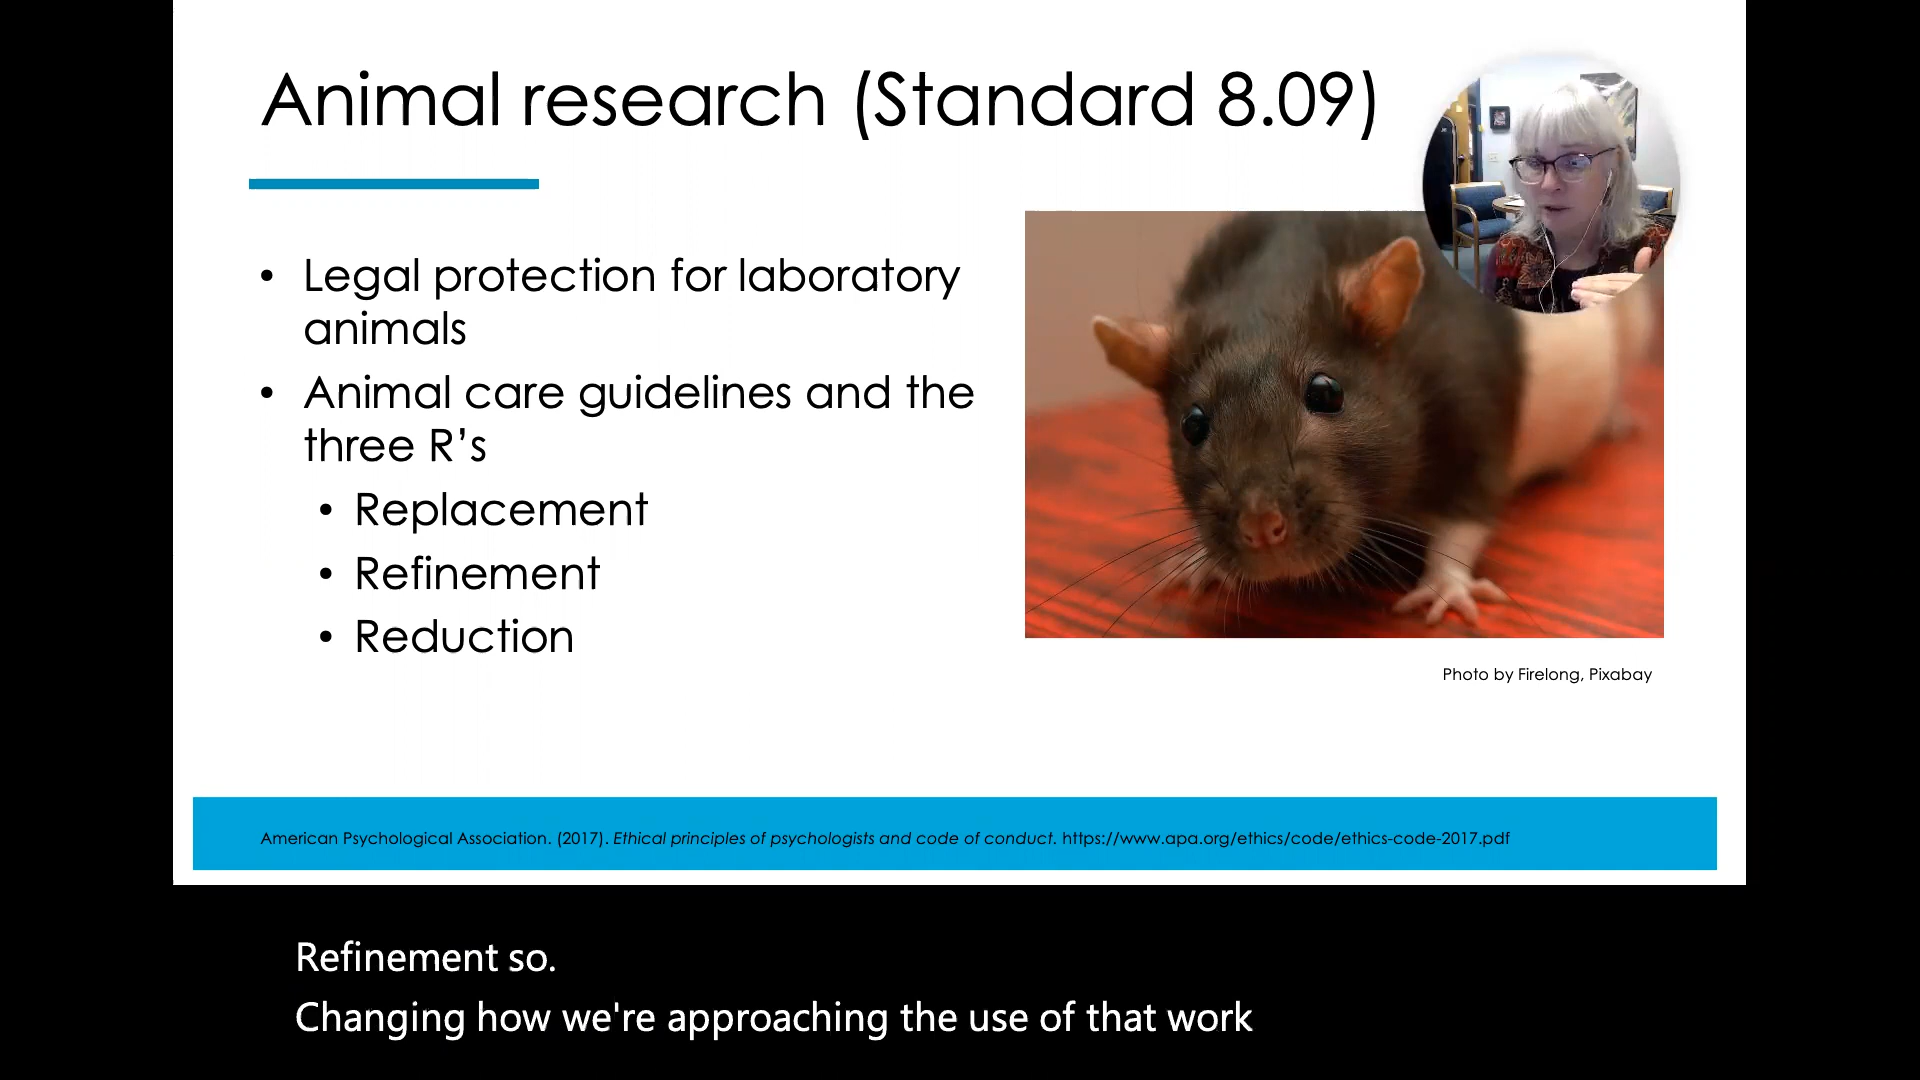 Animal research (Standard 8.09)
• Legal protection for laboratory
animals
• Animal care guidelines and the
three R’s
• Replacement
• Refinement
• Reduction
Photo by Firelong, Pixabay
American Psychological Association. (2017). Ethical principles of psychologists and code of conduct. https://www.apa.org/ethics/code/ethics-code-2017.pdf
Refinement so.
Changing how we're approaching the use of that work